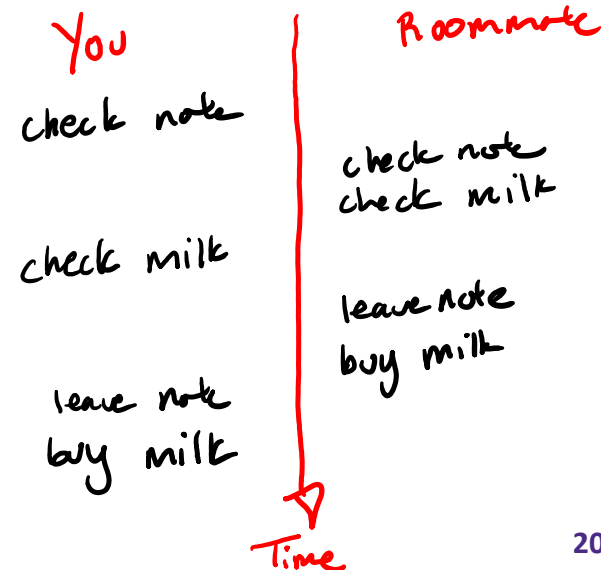 You
Roommate
check note
check note
check milk
check milk
leave note
buy milk
leave note
buy milk
Time
20